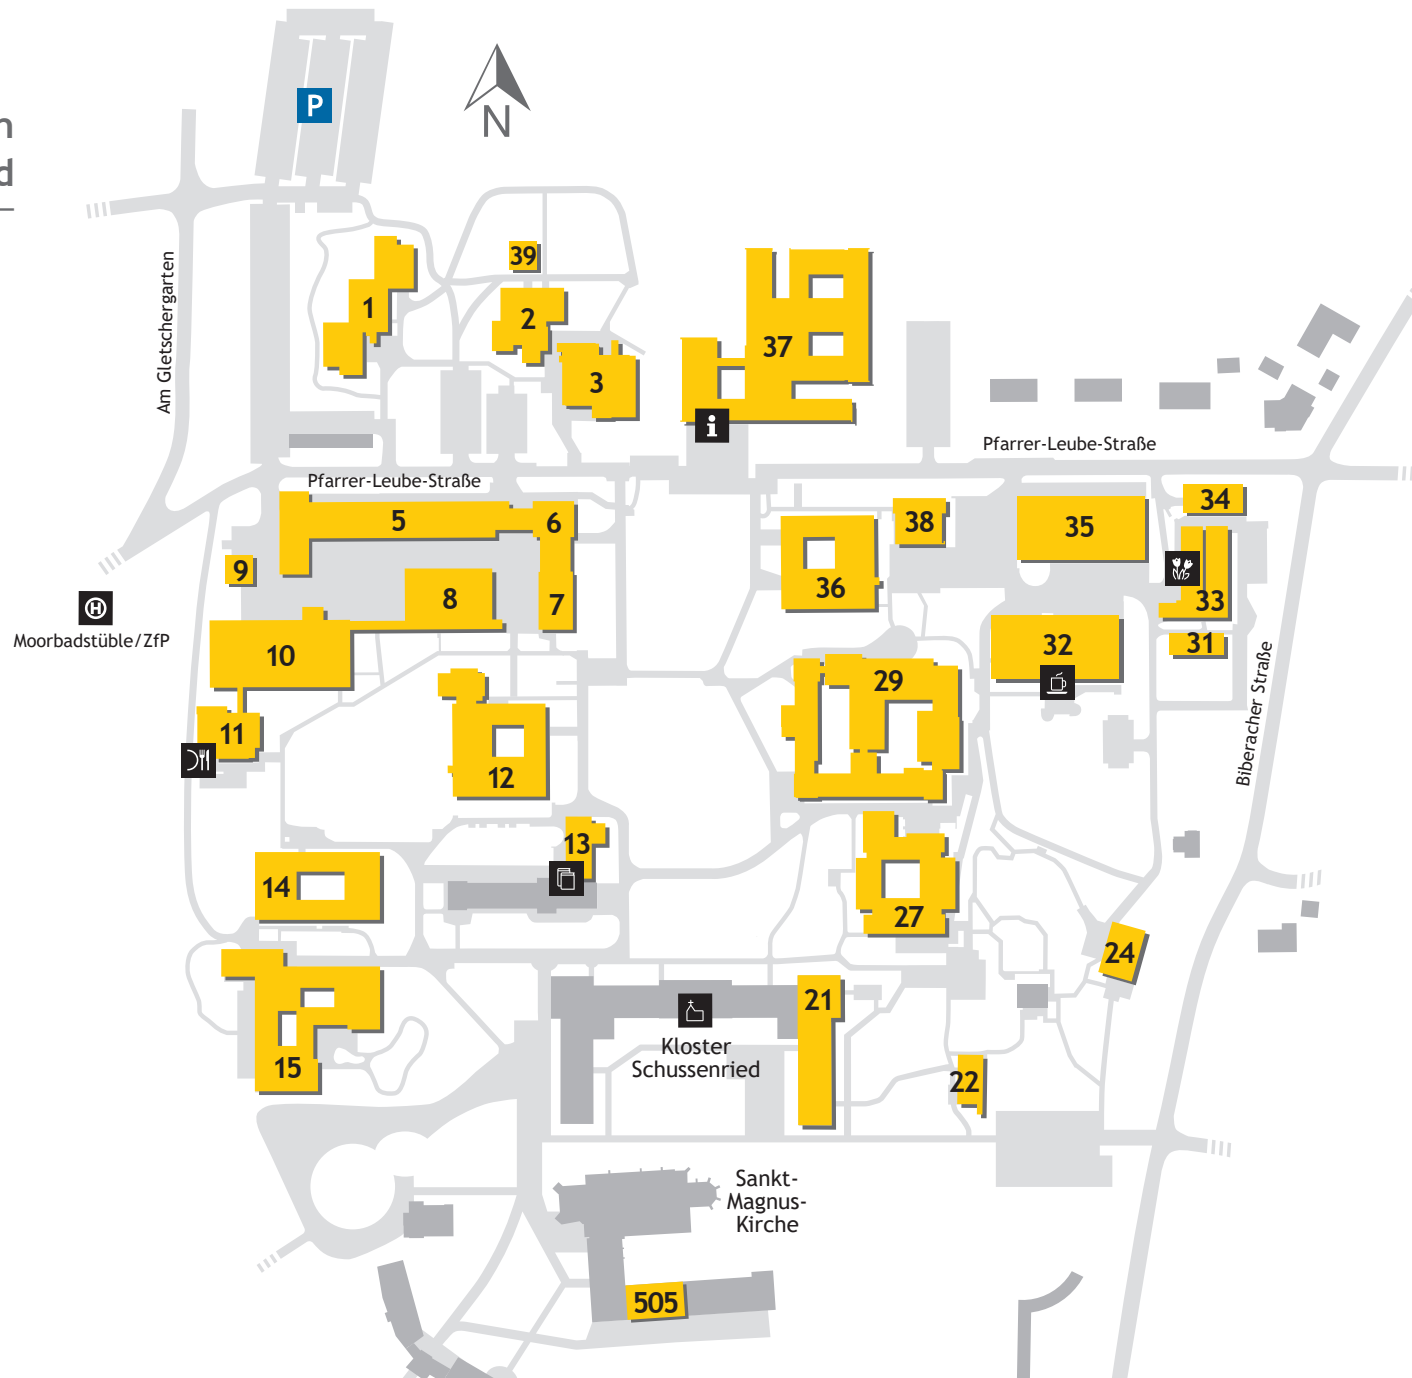 n
d
P
N
Am Gletschergarten
39
1
2
3
37
i
Pfarrer-Leube-Straße
Pfarrer-Leube-Straße
5
6
38
35
34
9
8
7
36
33
H
Moorbadstüble/ZfP
10
32
31
29
11
12
Biberacher Straße
13
14
27
24
21
Kloster
Schussenried
15
22
Sankt-
Magnus-
Kirche
505